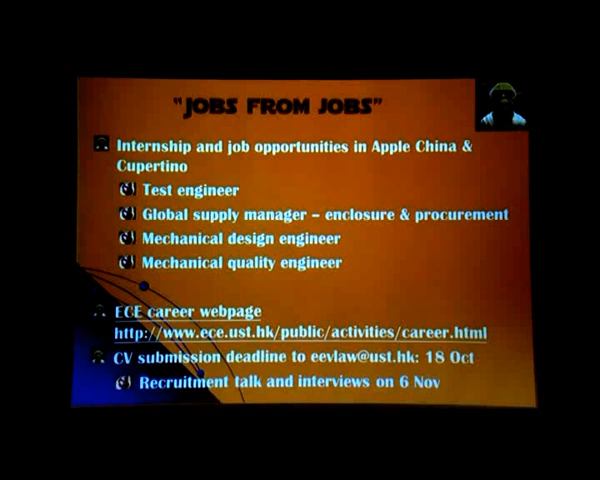 "JOBS FROM JOBS"
Internship and job opportunities in Apple China &
Cupertino
Test engineer
Global supply manager – enclosure & procurement
Mechanical design engineer
Mechanical quality engineer
ECE career webpage
http://www.ece.ust.hk/public/activities/career.html
CV submission deadline to eevlaw@ust.hk: 18 Oct
Recruitment talk and interviews on 6 Nov